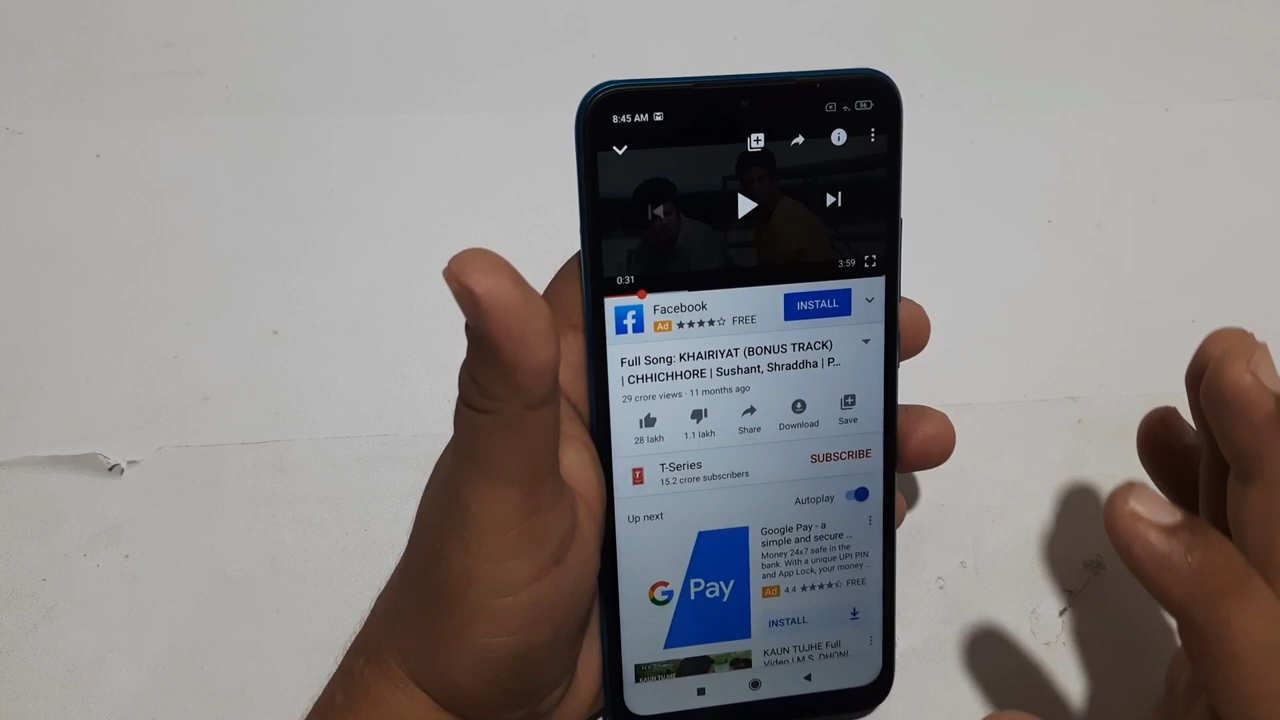 8:45 AM
56
0:31
3:59
Facebook
INSTALL
Ad
FREE
Full Song: KHAIRIYAT (BONUS TRACK)
| CHHICHHORE | Sushant, Shraddha | P...
29 crore views · 11 months ago
28 lakh
1.1 lakh
Share
Download
Save
T-Series
15.2 crore subscribers
SUBSCRIBE
Autoplay
Up next
G Pay
Google Pay - a
simple and secure ...
Money 24x7 safe in the
bank. With a unique UPI PIN
and App Lock, your money ...
Ad 4.4 FREE
INSTALL
KAUN TUJHE
KAUN TUJHE Full
Video | M.S. DHONI